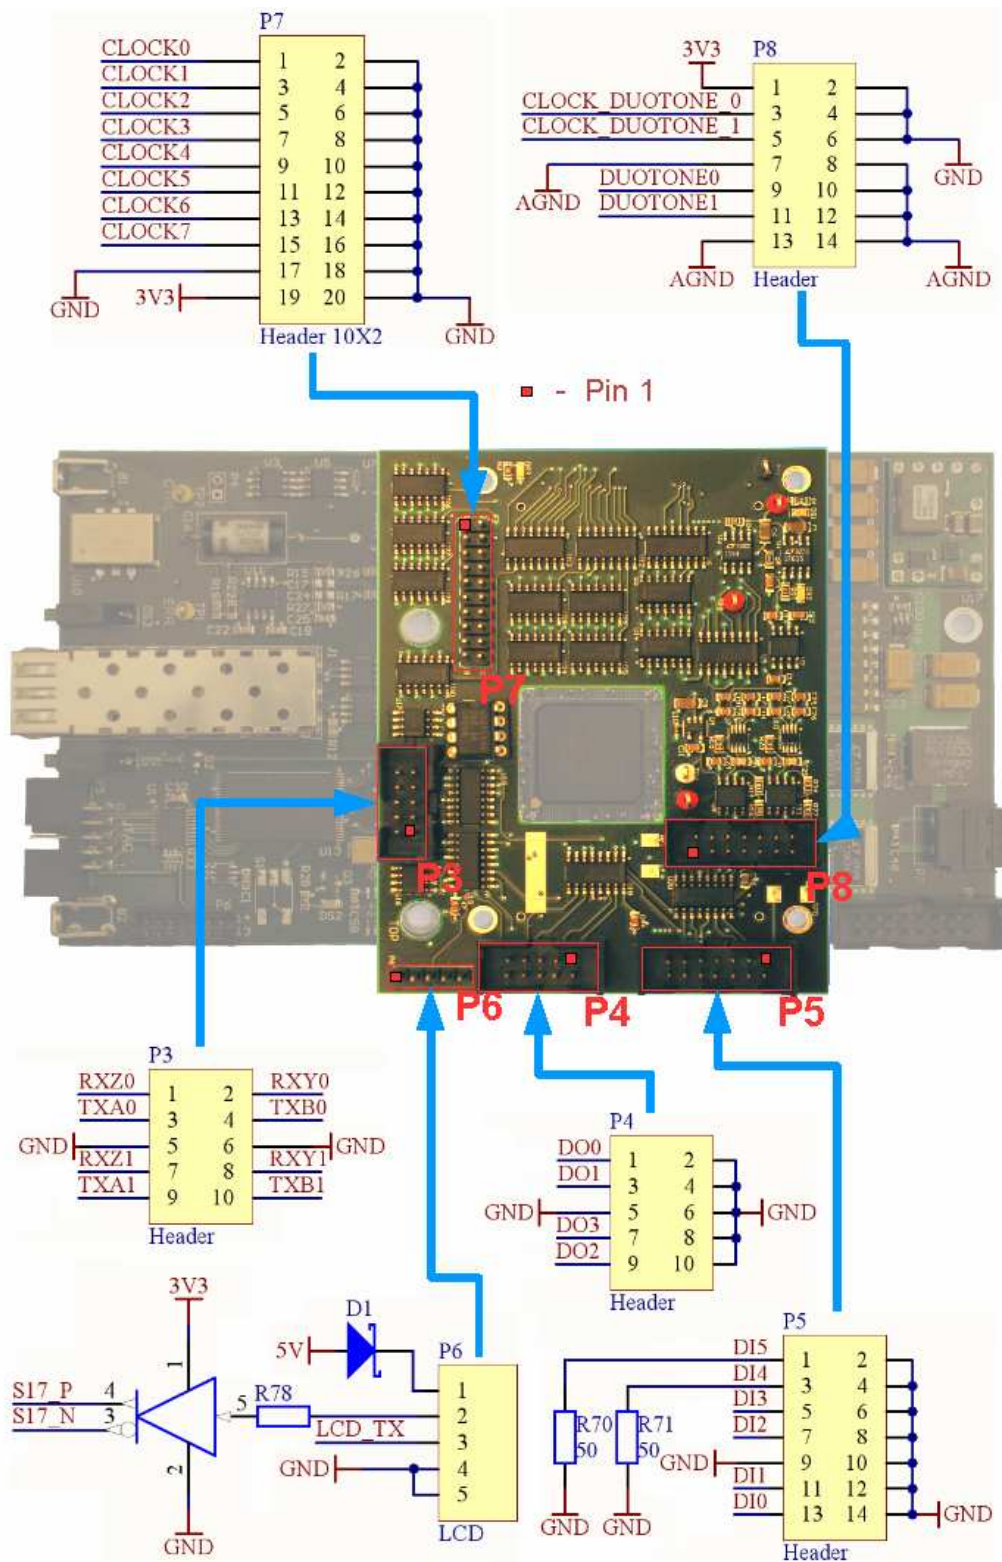 P7
CLOCK0
1 2
CLOCK1
3 4
CLOCK2
5 6
CLOCK3
7 8
CLOCK4
9 10
CLOCK5
11 12
CLOCK6
13 14
CLOCK7
15 16
17 18
GND
3V3 19 20
GND
Header 10X2
P8
3V3
1 2
CLOCK_DUOTONE_0
3 4
CLOCK_DUOTONE_1
5 6
GND
7 8
AGND
DUOTONE0
9 10
DUOTONE1
11 12
13 14
AGND
AGND
Header
- Pin 1
P7
P3
P8
P6
P4
P5
P3
RXZ0 1 2 RXY0
TXA0 3 4 TXB0
GND 5 6 GND
RXZ1 7 8 RXY1
TXA1 9 10 TXB1
Header
P4
DO0 1 2
DO1 3 4
GND 5 6 GND
DO3 7 8
DO2 9 10
Header
3V3
1
S17_P 4
S17_N 3
5
2
GND
R78
D1
5V
P6
1
2
LCD_TX 3
GND 4
5
LCD
P5
DI5 1 2
DI4 3 4
DI3 5 6
DI2 7 8
GND 9 10
DI1 11 12
DI0 13 14
GND
Header
R70
50
GND
R71
50
GND